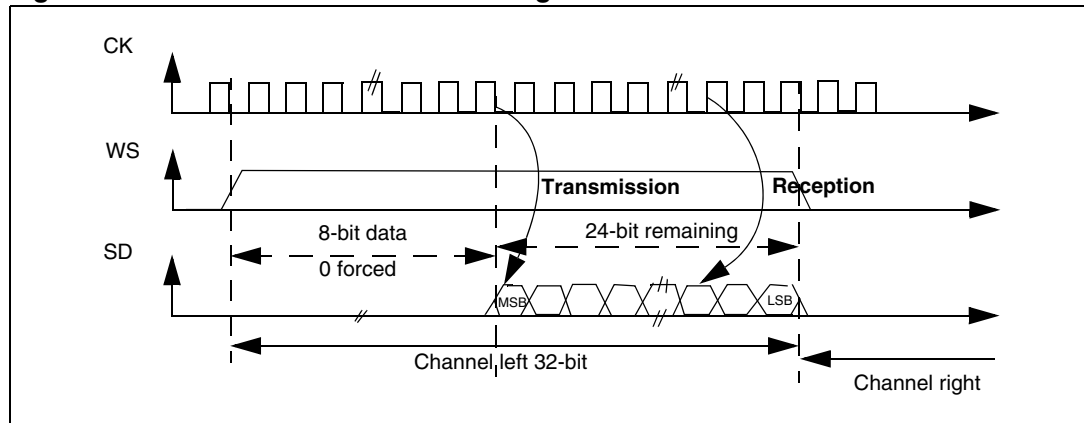 CK
WS
Transmission
Reception
8-bit data
24-bit remaining
SD
0 forced
MSB
LSB
Channel left 32-bit
Channel right